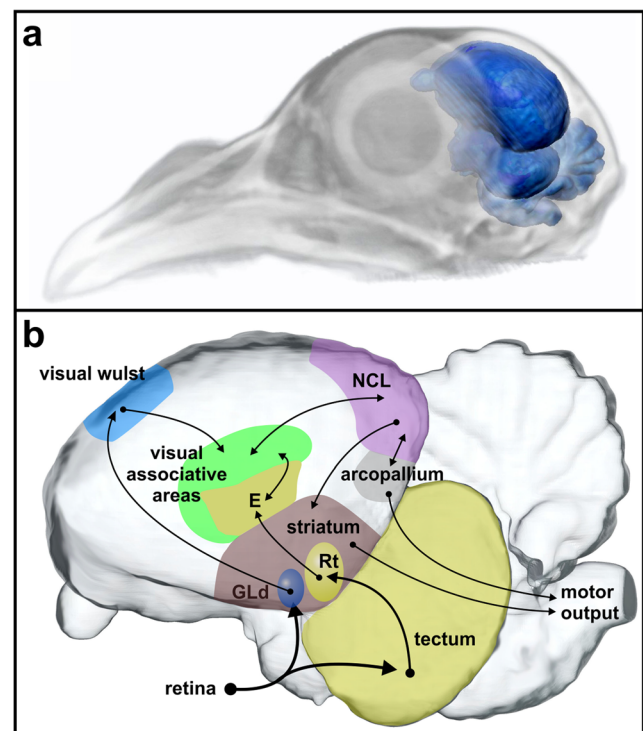 a
b
visual wulst
NCL
visual
associative
areas
arcopallium
E
striatum
Rt
GLd
motor
output
tectum
retina